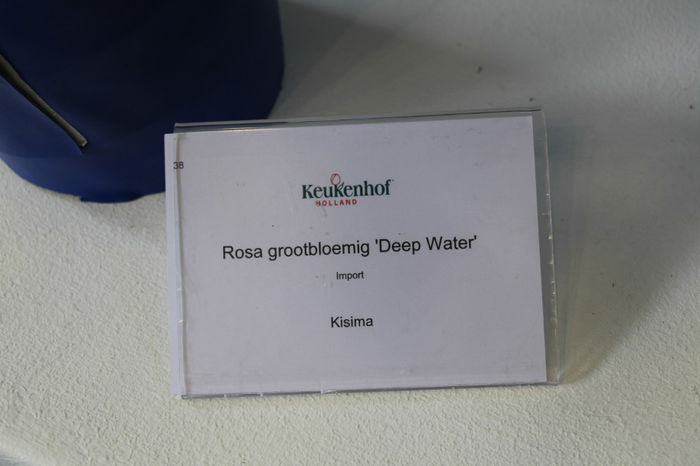 38
Keukenhof
HOLLAND
Rosa grootbloemig 'Deep Water'
Import
Kisima